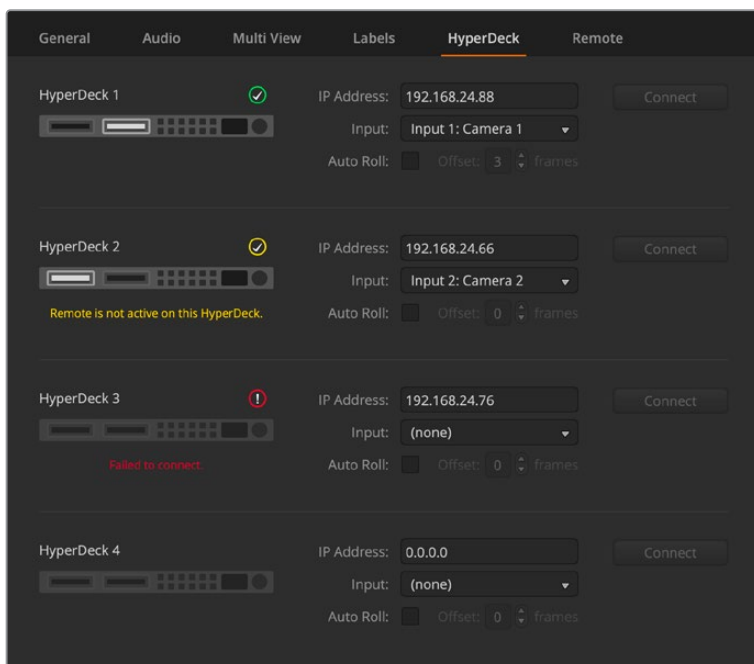 General Audio Multi View Labels HyperDeck Remote
HyperDeck 1 IP Address: 192.168.24.88 Connect
Input: Input 1: Camera 1
Auto Roll: Offset: 3 frames
HyperDeck 2 IP Address: 192.168.24.66 Connect
Input: Input 2: Camera 2
Remote is not active on this HyperDeck. Auto Roll: Offset: 0 frames
HyperDeck 3 IP Address: 192.168.24.76 Connect
Input: (none)
Failed to connect. Auto Roll: Offset: 0 frames
HyperDeck 4 IP Address: 0.0.0.0 Connect
Input: (none)
Auto Roll: Offset: 0 frames